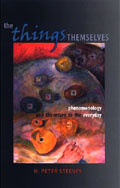 the things
THEMSELVES
phenomenology
and the return to the everyday
H. PETER STEEVES